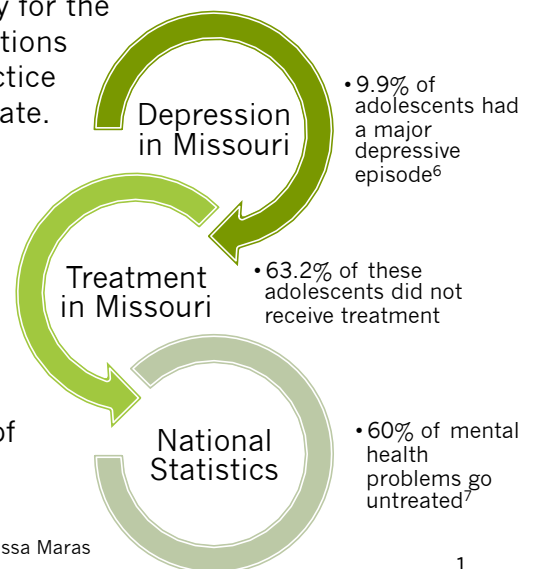 y for the
tions
ctice
ate.
Depression
in Missouri
• 9.9% of
adolescents had
a major
depressive
episode6
Treatment
in Missouri
• 63.2% of these
adolescents did not
receive treatment
of
National
Statistics
• 60% of mental
health
problems go
untreated7
ssa Maras
1